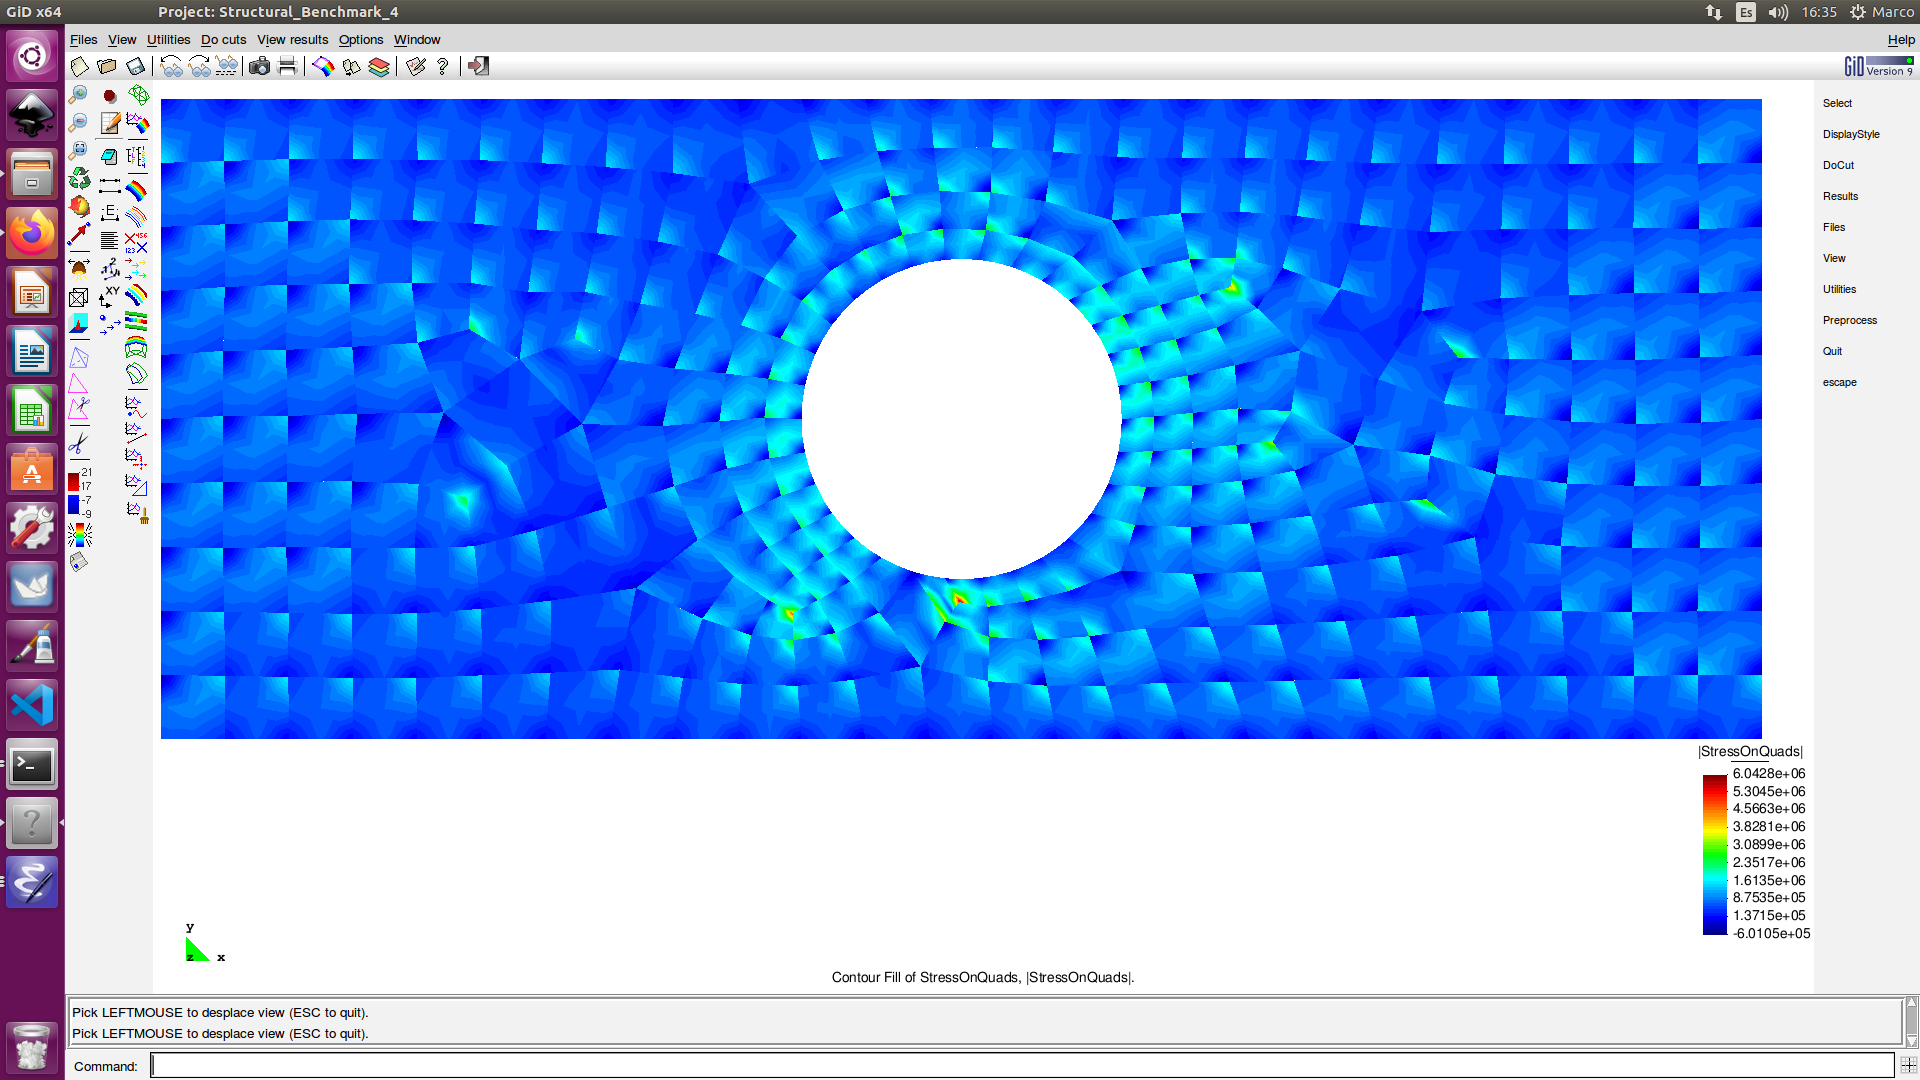 GiD x64 Project: Structural_Benchmark_4 Es 16:35 Marco
Files View Utilities Do cuts View results Options Window Help
GiD Version 9
Select
DisplayStyle
DoCut
Results
Files
View
Utilities
Preprocess
Quit
escape
E
XY
21
17
-7
-9
|StressOnQuads|
6.0428e+06
5.3045e+06
4.5663e+06
3.8281e+06
3.0899e+06
2.3517e+06
1.6135e+06
8.7535e+05
1.3715e+05
-6.0105e+05
y
z x
Contour Fill of StressOnQuads, |StressOnQuads|.
Pick LEFTMOUSE to desplace view (ESC to quit).
Pick LEFTMOUSE to desplace view (ESC to quit).
Command: